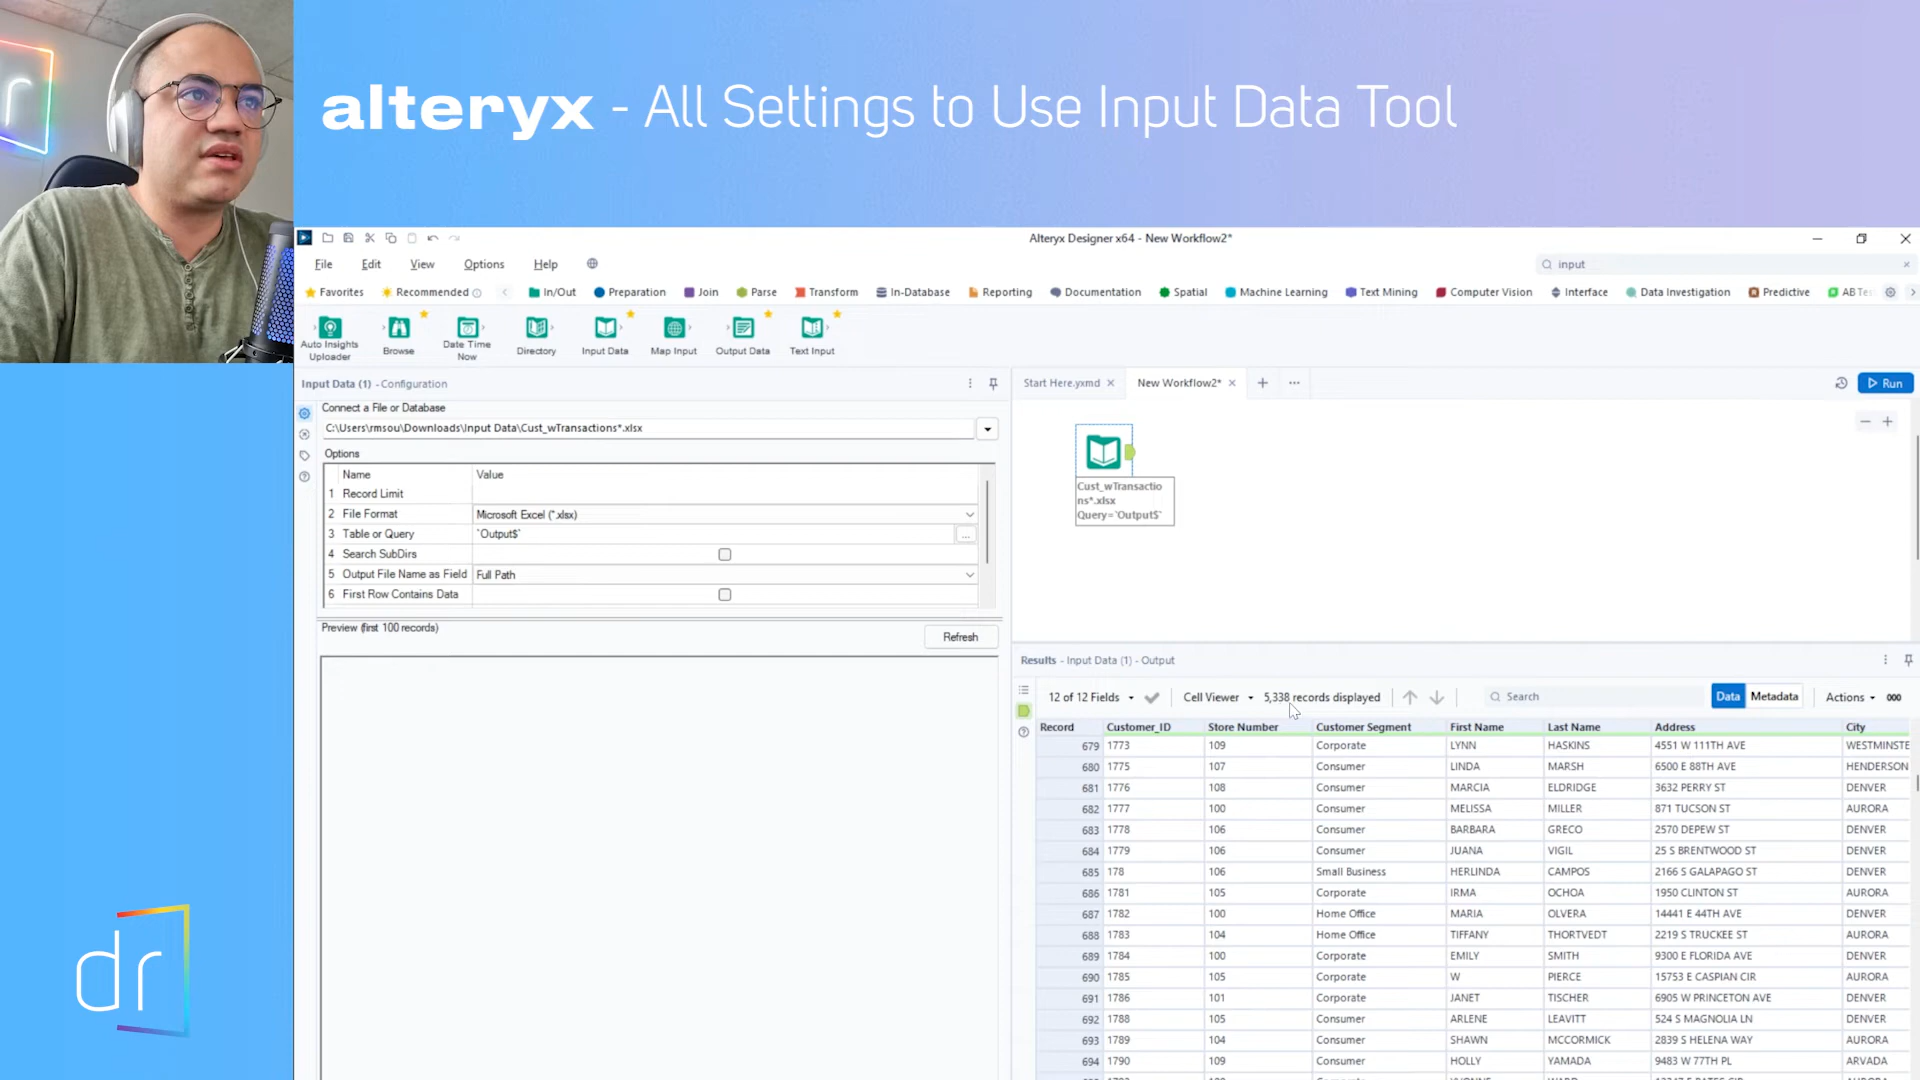 alteryx - All Settings to Use Input Data Tool
Alteryx Designer x64 - New Workflow2*
File Edit View Options Help
input
Favorites Recommended In/Out Preparation Join Parse Transform In-Database Reporting Documentation Spatial Machine Learning Text Mining Computer Vision Interface Data Investigation Predictive AB
Auto Insights Uploader Browse Date Time Now Directory Input Data Map Input Output Data Text Input
Input Data (1) - Configuration
Start Here.yxmd New Workflow2* Run
Connect a File or Database
C:\Users\rmsou\Downloads\Input Data\Cust_wTransactions*.xlsx
Options
Name Value
1 Record Limit
2 File Format Microsoft Excel (*.xlsx)
3 Table or Query `Output$` ...
4 Search SubDirs
5 Output File Name as Field Full Path
6 First Row Contains Data
Preview (first 100 records)
Refresh
Cust_wTransactio
ns*.xlsx
Query=`Output$`
Results - Input Data (1) - Output
12 of 12 Fields Cell Viewer 5,338 records displayed Search Data Metadata Actions 000
Record Customer_ID Store Number Customer Segment First Name Last Name Address City
679 1773 109 Corporate LYNN HASKINS 4551 W 111TH AVE WESTMINSTE
680 1775 107 Consumer LINDA MARSH 6500 E 88TH AVE HENDERSON
681 1776 108 Consumer MARCIA ELDRIDGE 3632 PERRY ST DENVER
682 1777 100 Consumer MELISSA MILLER 871 TUCSON ST AURORA
683 1778 106 Consumer BARBARA GRECO 2570 DEPEW ST DENVER
684 1779 106 Consumer JUANA VIGIL 25 S BRENTWOOD ST DENVER
685 178 106 Small Business HERLINDA CAMPOS 2166 S GALAPAGO ST DENVER
686 1781 105 Corporate IRMA OCHOA 1950 CLINTON ST AURORA
687 1782 100 Home Office MARIA OLVERA 14441 E 44TH AVE DENVER
688 1783 104 Home Office TIFFANY THORTVEDT 2219 S TRUCKEE ST AURORA
689 1784 100 Corporate EMILY SMITH 9300 E FLORIDA AVE DENVER
690 1785 105 Corporate W PIERCE 15753 E CASPIAN CIR AURORA
691 1786 101 Corporate JANET TISCHER 6905 W PRINCETON AVE DENVER
692 1788 105 Consumer ARLENE LEAVITT 524 S MAGNOLIA LN DENVER
693 1789 104 Consumer SHAWN MCCORMICK 2839 S HELENA WAY AURORA
694 1790 109 Consumer HOLLY YAMADA 9483 W 77TH PL ARVADA
dr